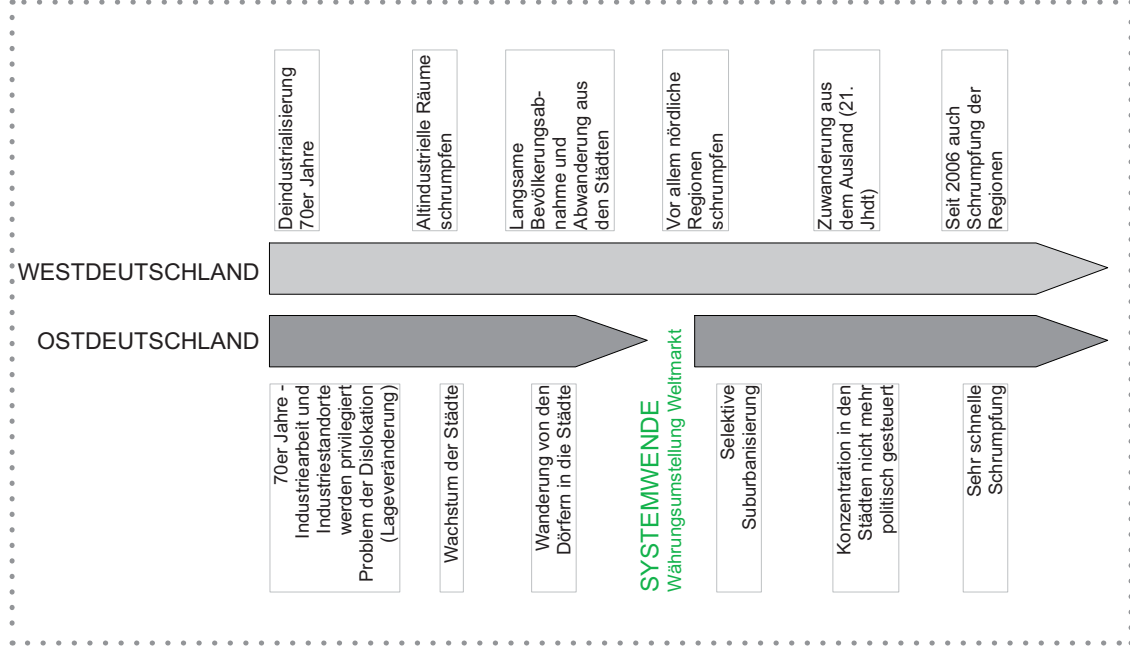 Deindustrialisierung
70er Jahre
Altindustrielle Räume
schrumpfen
Langsame
Bevölkerungsab-
nahme und
Abwanderung aus
den Städten
Vor allem nördliche
Regionen
schrumpfen
Zuwanderung aus
dem Ausland (21.
Jhdt)
Seit 2006 auch
Schrumpfung der
Regionen
WESTDEUTSCHLAND
OSTDEUTSCHLAND
70er Jahre -
Industriearbeit und
Industriestandorte
werden privilegiert
Problem der Dislokation
(Lageveränderung)
Wachstum der Städte
Wanderung von den
Dörfern in die Städte
SYSTEMWENDE
Währungsumstellung Weltmarkt
Selektive
Suburbanisierung
Konzentration in den
Städten nicht mehr
politisch gesteuert
Sehr schnelle
Schrumpfung